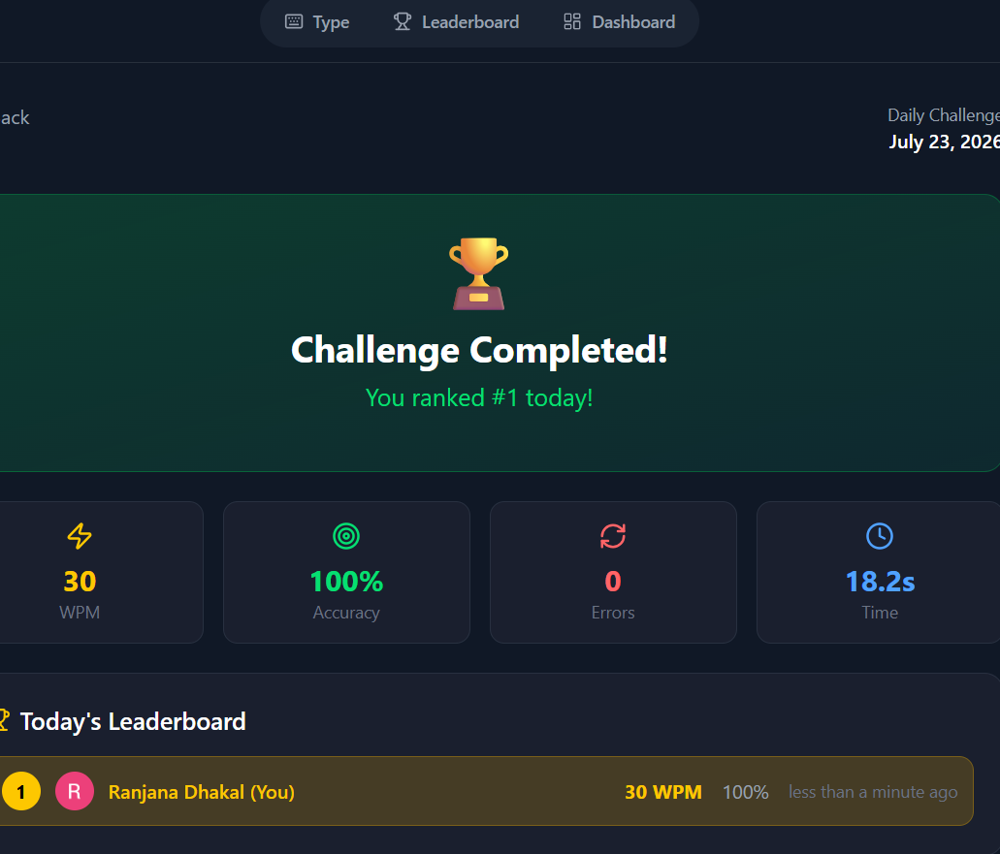 Type Leaderboard Dashboard
ack
Daily Challenge
July 23, 2026
Challenge Completed!
You ranked #1 today!
30 100% 0 18.2s
WPM Accuracy Errors Time
Today's Leaderboard
1 R Ranjana Dhakal (You) 30 WPM 100% less than a minute ago